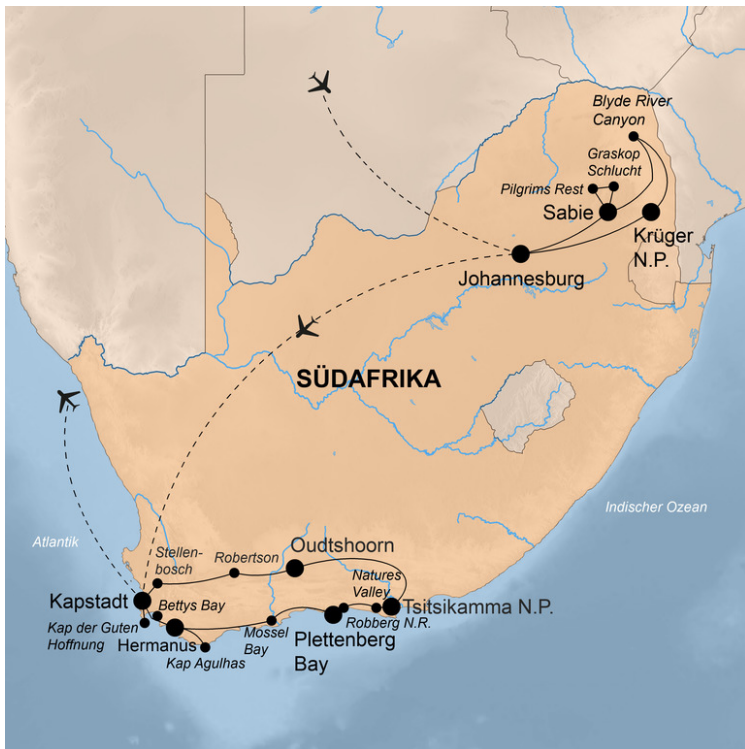 Blyde River
Canyon
Graskop
Schlucht
Pilgrims Rest
Sabie
Krüger
N.P.
Johannesburg
SÜDAFRIKA
Indischer Ozean
Atlantik
Stellen-
bosch
Robertson
Oudtshoorn
Natures
Valley
Kapstadt
Bettys Bay
Tsitsikamma N.P.
Kap der Guten
Hoffnung
Hermanus
Mossel
Bay
Robberg N.R.
Plettenberg
Bay
Kap Agulhas